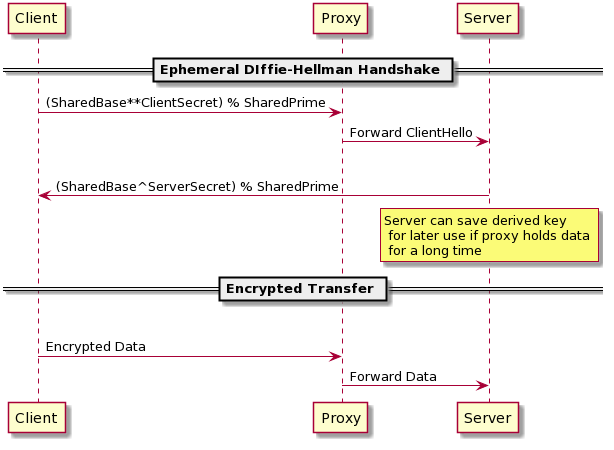 Client
Proxy
Server
Ephemeral DIffie-Hellman Handshake
(SharedBase**ClientSecret) % SharedPrime
Forward ClientHello
(SharedBase^ServerSecret) % SharedPrime
Server can save derived key
for later use if proxy holds data
for a long time
Encrypted Transfer
Encrypted Data
Forward Data
Client
Proxy
Server